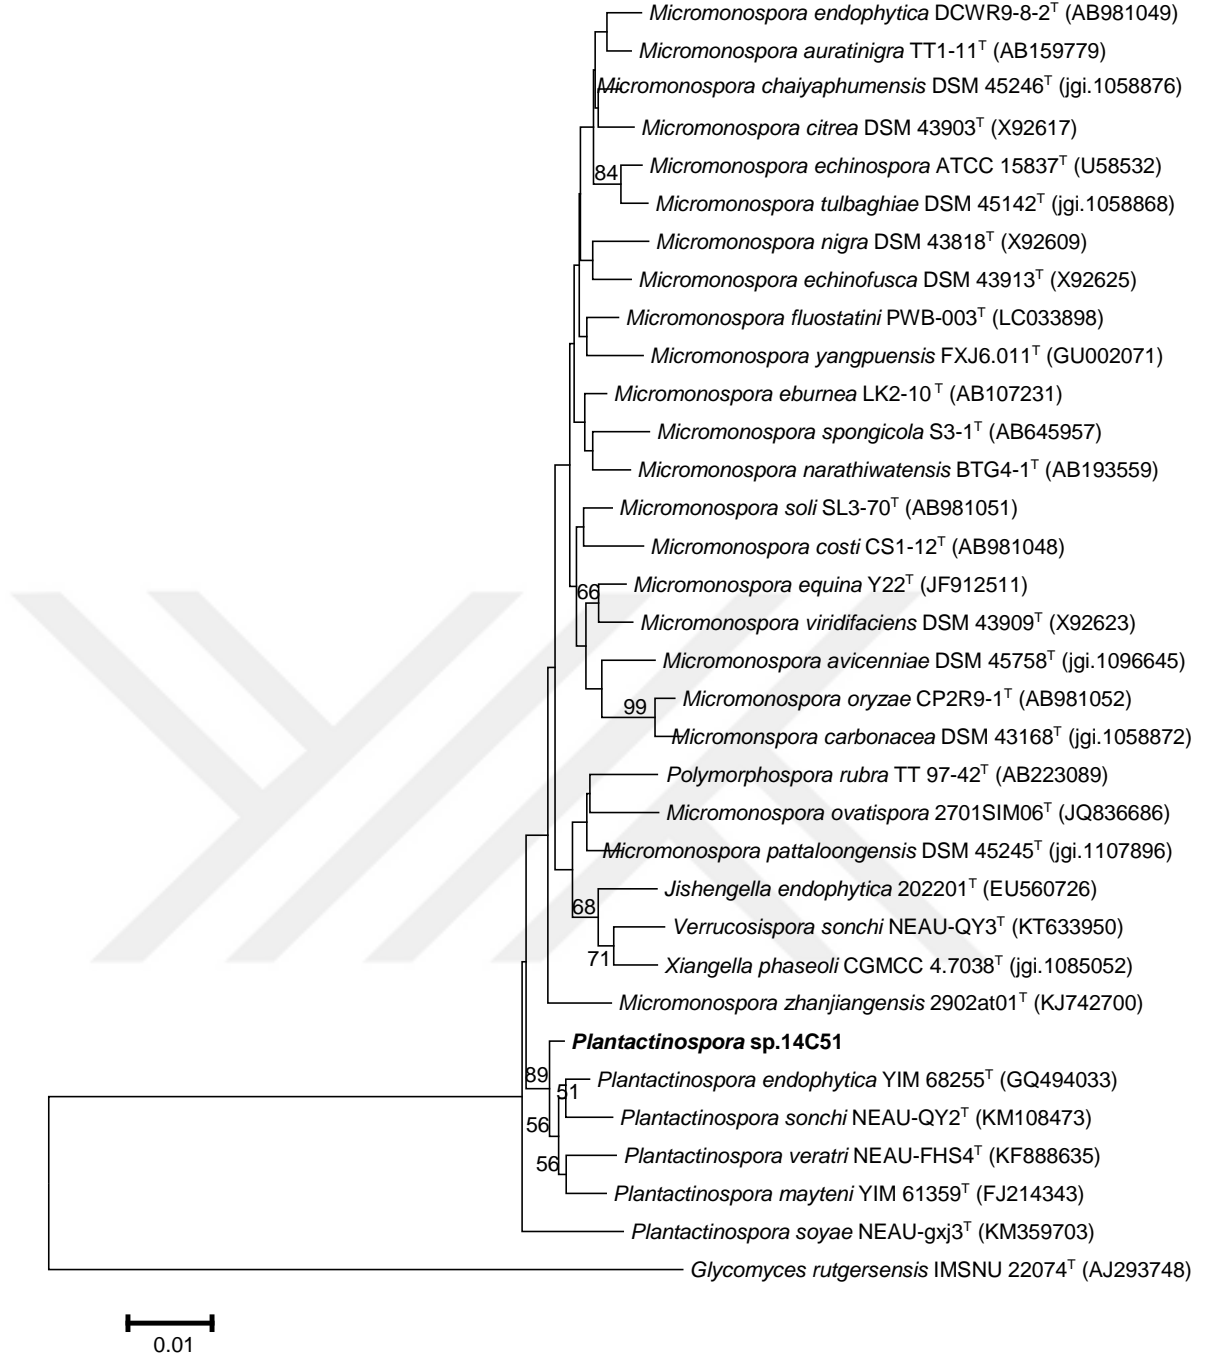 Micromonospora endophytica DCWR9-8-2ᵀ (AB981049)
Micromonospora auratinigra TT1-11ᵀ (AB159779)
Micromonospora chaiyaphumensis DSM 45246ᵀ (jgi.1058876)
Micromonospora citrea DSM 43903ᵀ (X92617)
Micromonospora echinospora ATCC 15837ᵀ (U58532)
84
Micromonospora tulbaghiae DSM 45142ᵀ (jgi.1058868)
Micromonospora nigra DSM 43818ᵀ (X92609)
Micromonospora echinofusca DSM 43913ᵀ (X92625)
Micromonospora fluostatini PWB-003ᵀ (LC033898)
Micromonospora yangpuensis FXJ6.011ᵀ (GU002071)
Micromonospora eburnea LK2-10ᵀ (AB107231)
Micromonospora spongicola S3-1ᵀ (AB645957)
Micromonospora narathiwatensis BTG4-1ᵀ (AB193559)
Micromonospora soli SL3-70ᵀ (AB981051)
Micromonospora costi CS1-12ᵀ (AB981048)
Micromonospora equina Y22ᵀ (JF912511)
66
Micromonospora viridifaciens DSM 43909ᵀ (X92623)
Micromonospora avicenniae DSM 45758ᵀ (jgi.1096645)
Micromonospora oryzae CP2R9-1ᵀ (AB981052)
99
Micromonspora carbonacea DSM 43168ᵀ (jgi.1058872)
Polymorphospora rubra TT 97-42ᵀ (AB223089)
Micromonospora ovatispora 2701SIM06ᵀ (JQ836686)
Micromonospora pattaloongensis DSM 45245ᵀ (jgi.1107896)
Jishengella endophytica 202201ᵀ (EU560726)
68
Verrucosispora sonchi NEAU-QY3ᵀ (KT633950)
71
Xiangella phaseoli CGMCC 4.7038ᵀ (jgi.1085052)
Micromonospora zhanjiangensis 2902at01ᵀ (KJ742700)
Plantactinospora sp.14C51
89
Plantactinospora endophytica YIM 68255ᵀ (GQ494033)
51
Plantactinospora sonchi NEAU-QY2ᵀ (KM108473)
56
Plantactinospora veratri NEAU-FHS4ᵀ (KF888635)
56
Plantactinospora mayteni YIM 61359ᵀ (FJ214343)
Plantactinospora soyae NEAU-gxj3ᵀ (KM359703)
Glycomyces rutgersensis IMSNU 22074ᵀ (AJ293748)
0.01